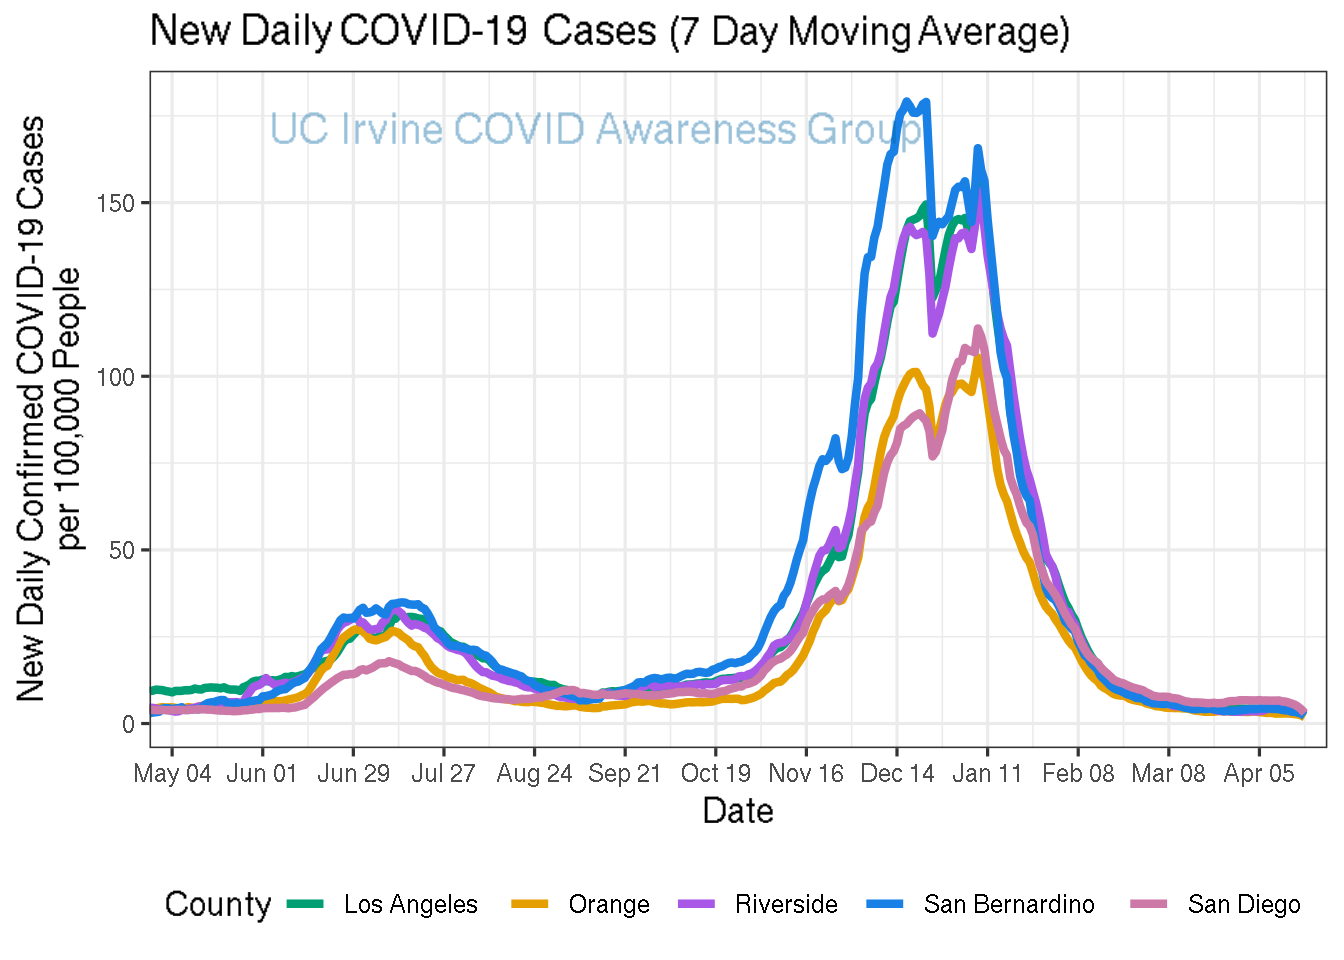 New Daily COVID-19 Cases (7 Day Moving Average)
UC Irvine COVID Awareness Group
New Daily Confirmed COVID-19 Cases
per 100,000 People
150
100
50
0
May 04 Jun 01 Jun 29 Jul 27 Aug 24 Sep 21 Oct 19 Nov 16 Dec 14 Jan 11 Feb 08 Mar 08 Apr 05
Date
County Los Angeles Orange Riverside San Bernardino San Diego